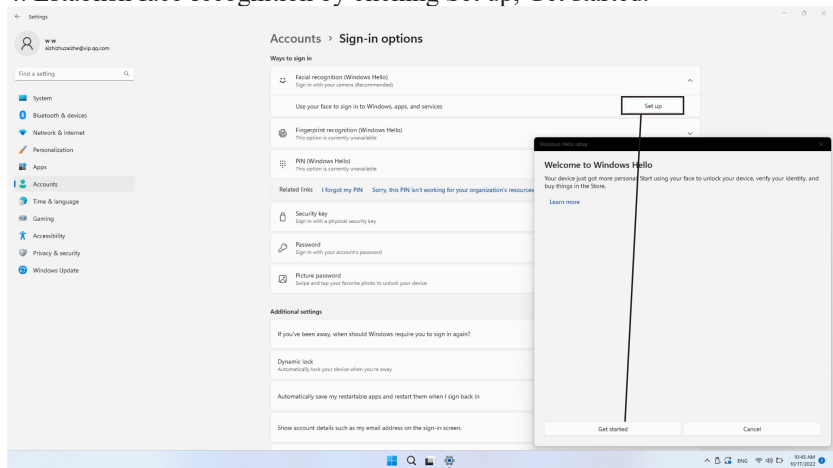 Settings
w w
aizhizhuzaizhe@vip.qq.com
Find a setting
System
Bluetooth & devices
Network & internet
Personalization
Apps
Accounts
Time & language
Gaming
Accessibility
Privacy & security
Windows Update
Accounts > Sign-in options
Ways to sign in
Facial recognition (Windows Hello)
Sign in with your camera (Recommended)
Use your face to sign in to Windows, apps, and services
Set up
Fingerprint recognition (Windows Hello)
This option is currently unavailable
PIN (Windows Hello)
This option is currently unavailable
Related links I forgot my PIN Sorry, this PIN isn't working for your organization's resources
Security key
Sign in with a physical security key
Password
Sign in with your account's password
Picture password
Swipe and tap your favorite photo to unlock your device
Additional settings
If you've been away, when should Windows require you to sign in again?
Dynamic lock
Automatically lock your device when you're away
Automatically save my restartable apps and restart them when I sign back in
Show account details such as my email address on the sign-in screen.
Windows Hello setup
Welcome to Windows Hello
Your device just got more personal. Start using your face to unlock your device, verify your identity, and
buy things in the Store.
Learn more
Get started
Cancel
ENG
10:45 AM
10/17/2022